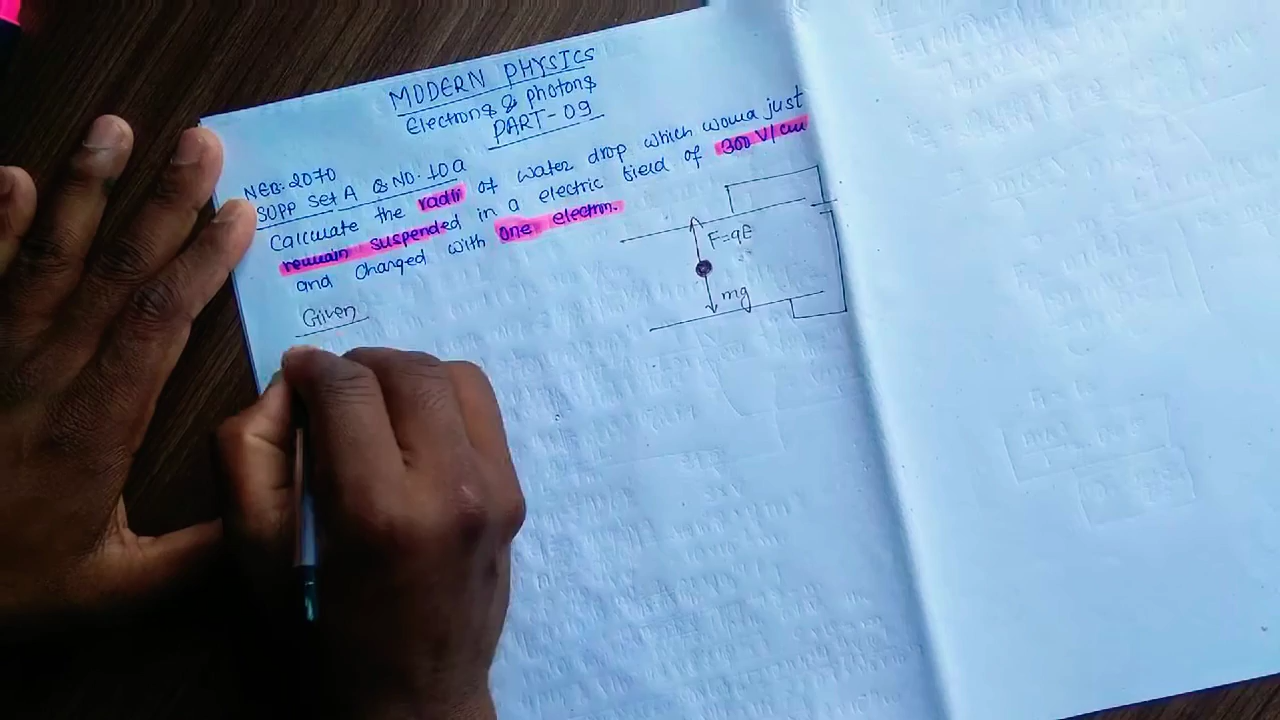 MODERN PHYSICS
Electrons & photons
PART-09
NEB: 2070
SUPP Set A Q.NO. 10a
Calculate the radii of water drop which would just
remain suspended in a electric field of 300 V/cm
and charged with one electron.
Given
F=qE
mg